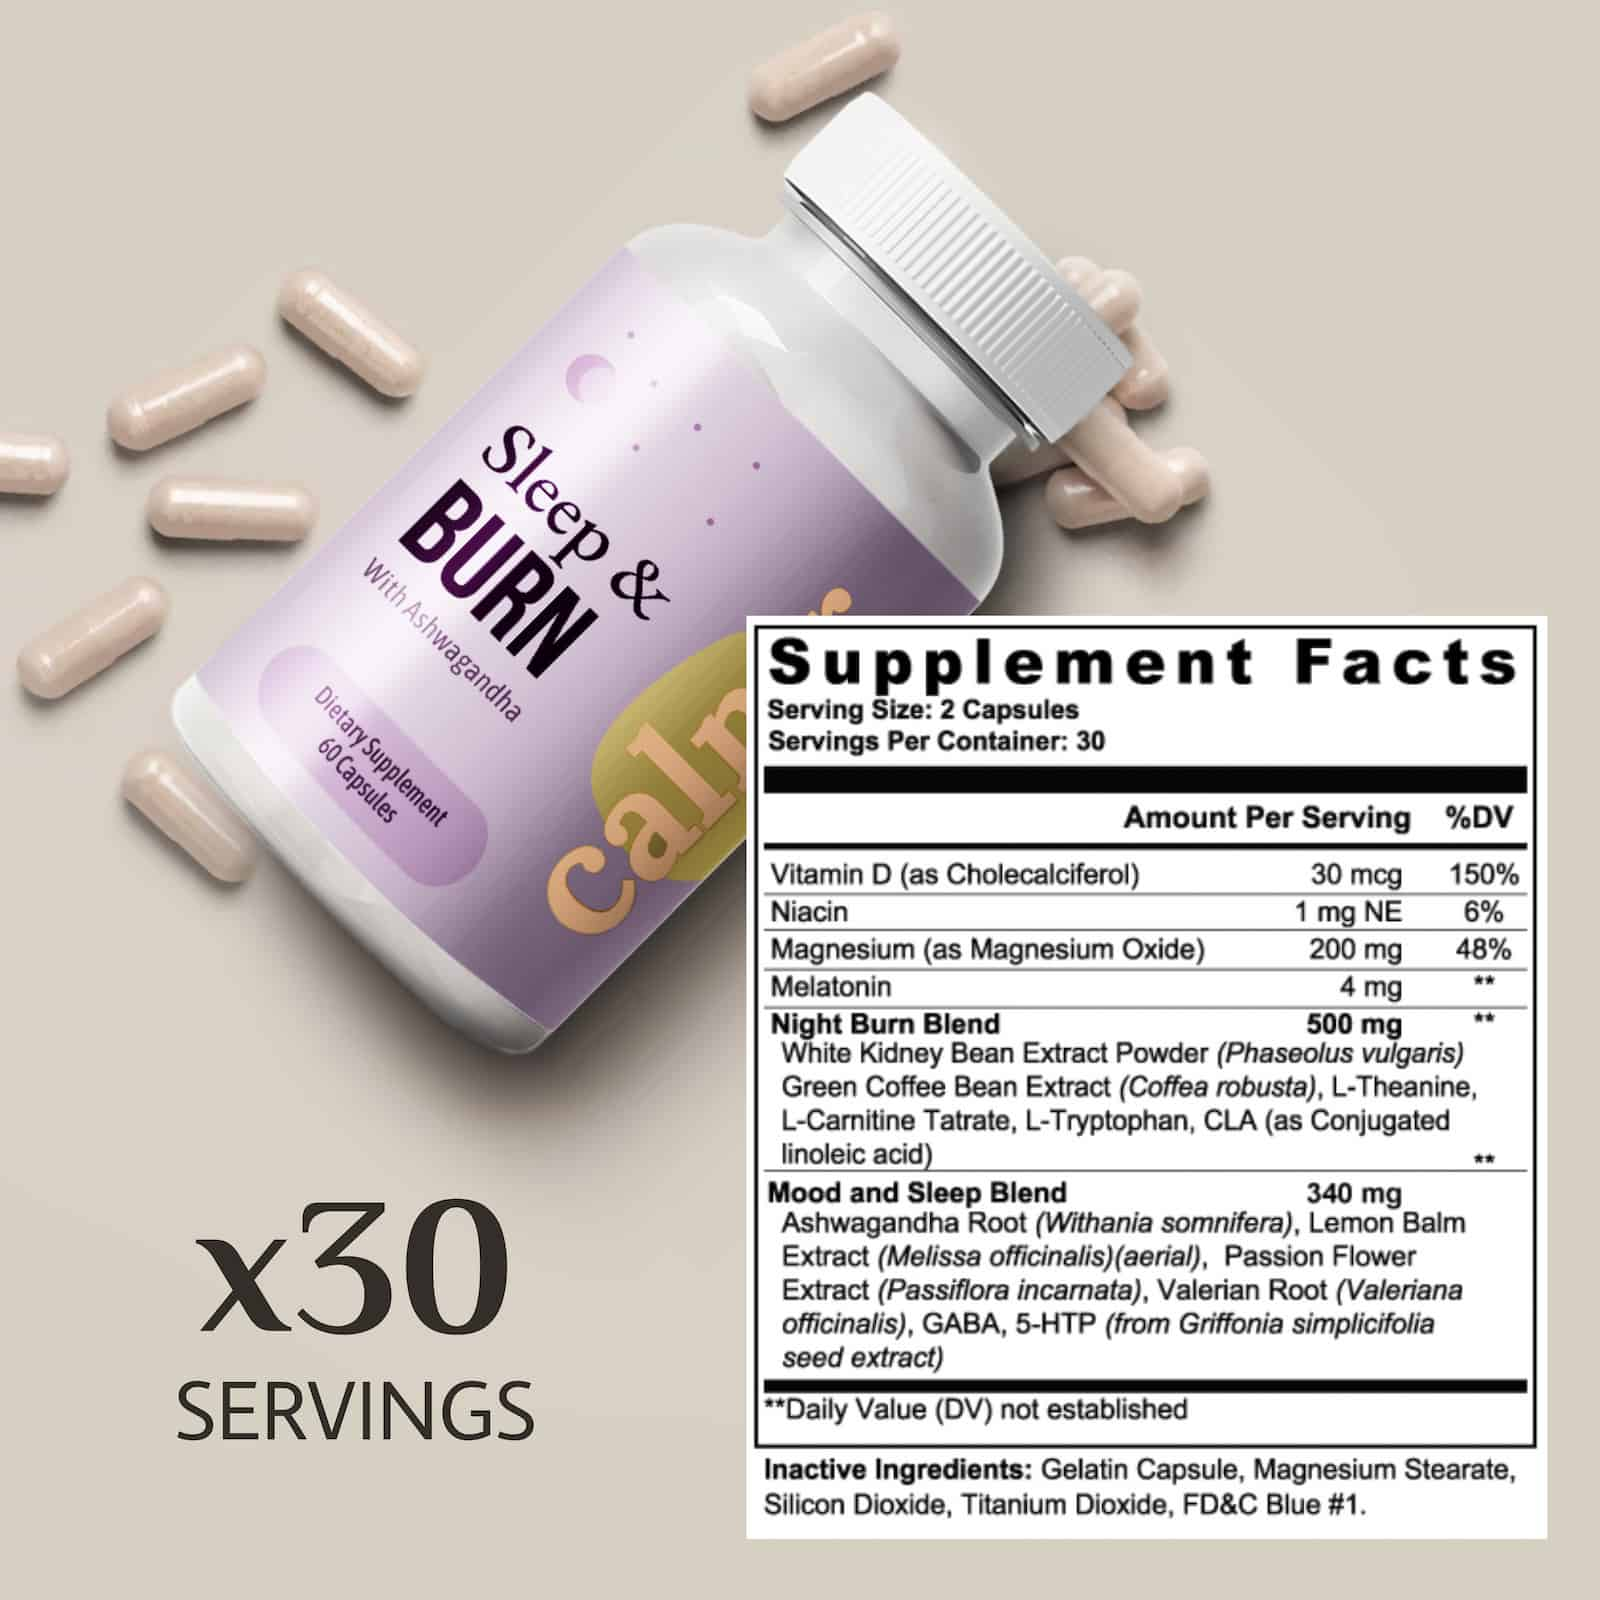 Sleep &
BURN
With Ashwagandha
Dietary Supplement
60 Capsules
x30
SERVINGS
Supplement Facts
Serving Size: 2 Capsules
Servings Per Container: 30
Amount Per Serving %DV
Vitamin D (as Cholecalciferol) 30 mcg 150%
Niacin 1 mg NE 6%
Magnesium (as Magnesium Oxide) 200 mg 48%
Melatonin 4 mg **
Night Burn Blend 500 mg **
White Kidney Bean Extract Powder (Phaseolus vulgaris)
Green Coffee Bean Extract (Coffea robusta), L-Theanine,
L-Carnitine Tatrate, L-Tryptophan, CLA (as Conjugated
linoleic acid) **
Mood and Sleep Blend 340 mg
Ashwagandha Root (Withania somnifera), Lemon Balm
Extract (Melissa officinalis)(aerial), Passion Flower
Extract (Passiflora incarnata), Valerian Root (Valeriana
officinalis), GABA, 5-HTP (from Griffonia simplicifolia
seed extract)
**Daily Value (DV) not established
Inactive Ingredients: Gelatin Capsule, Magnesium Stearate,
Silicon Dioxide, Titanium Dioxide, FD&C Blue #1.